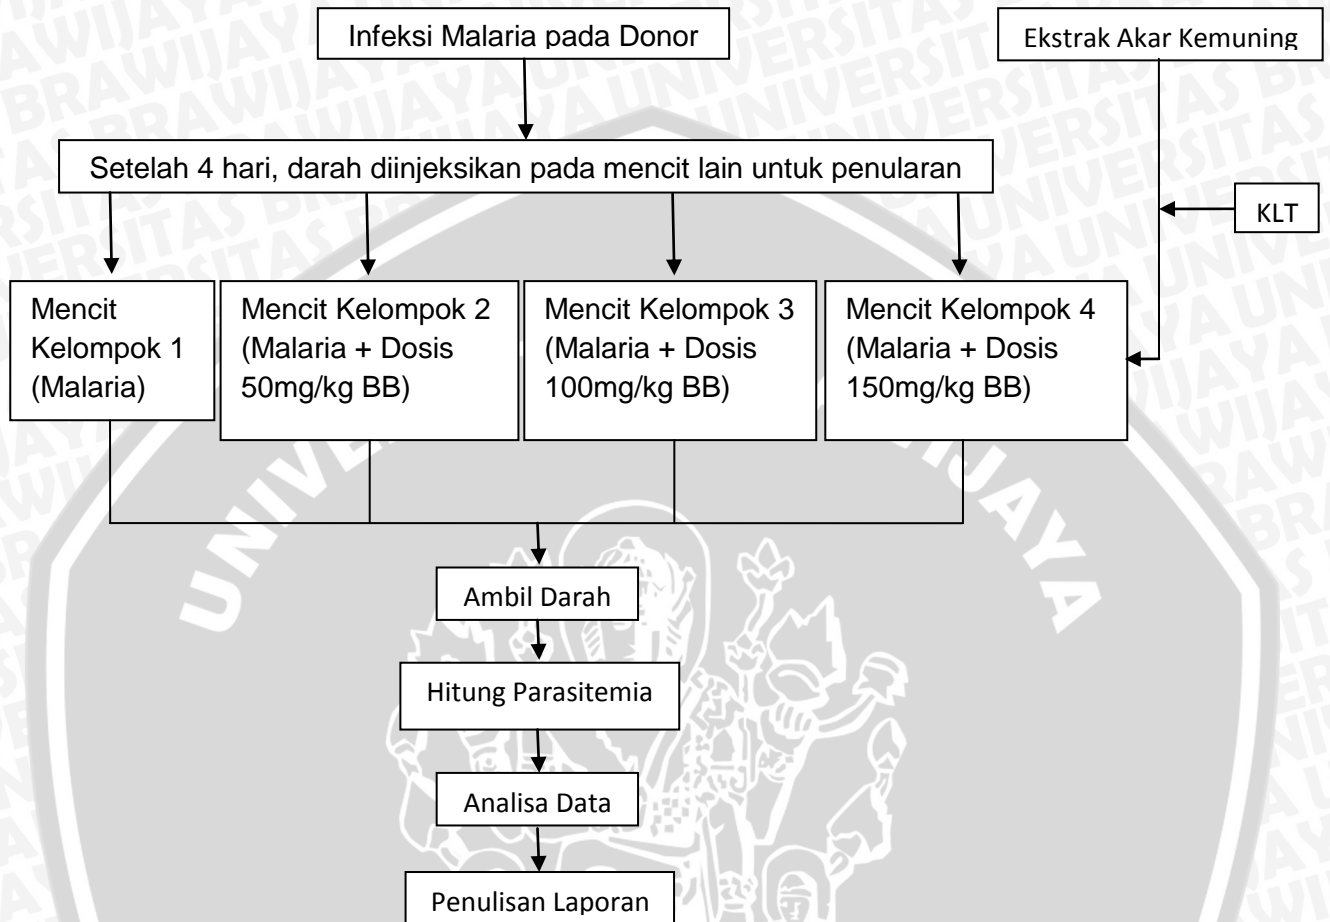 Infeksi Malaria pada Donor
Ekstrak Akar Kemuning
Setelah 4 hari, darah diinjeksikan pada mencit lain untuk penularan
KLT
Mencit
Kelompok 1
(Malaria)
Mencit Kelompok 2
(Malaria + Dosis
50mg/kg BB)
Mencit Kelompok 3
(Malaria + Dosis
100mg/kg BB)
Mencit Kelompok 4
(Malaria + Dosis
150mg/kg BB)
Ambil Darah
Hitung Parasitemia
Analisa Data
Penulisan Laporan